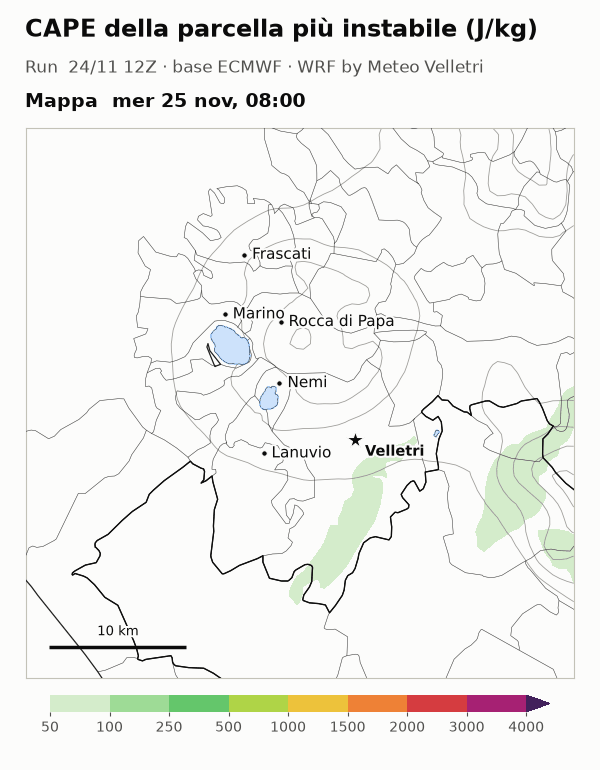 CAPE della parcella più instabile (J/kg)
Run  24/11 12Z · base ECMWF · WRF by Meteo Velletri
Mappa  mer 25 nov, 08:00
Frascati
Marino
Rocca di Papa
Nemi
Velletri
Lanuvio
10 km
50 100 250 500 1000 1500 2000 3000 4000